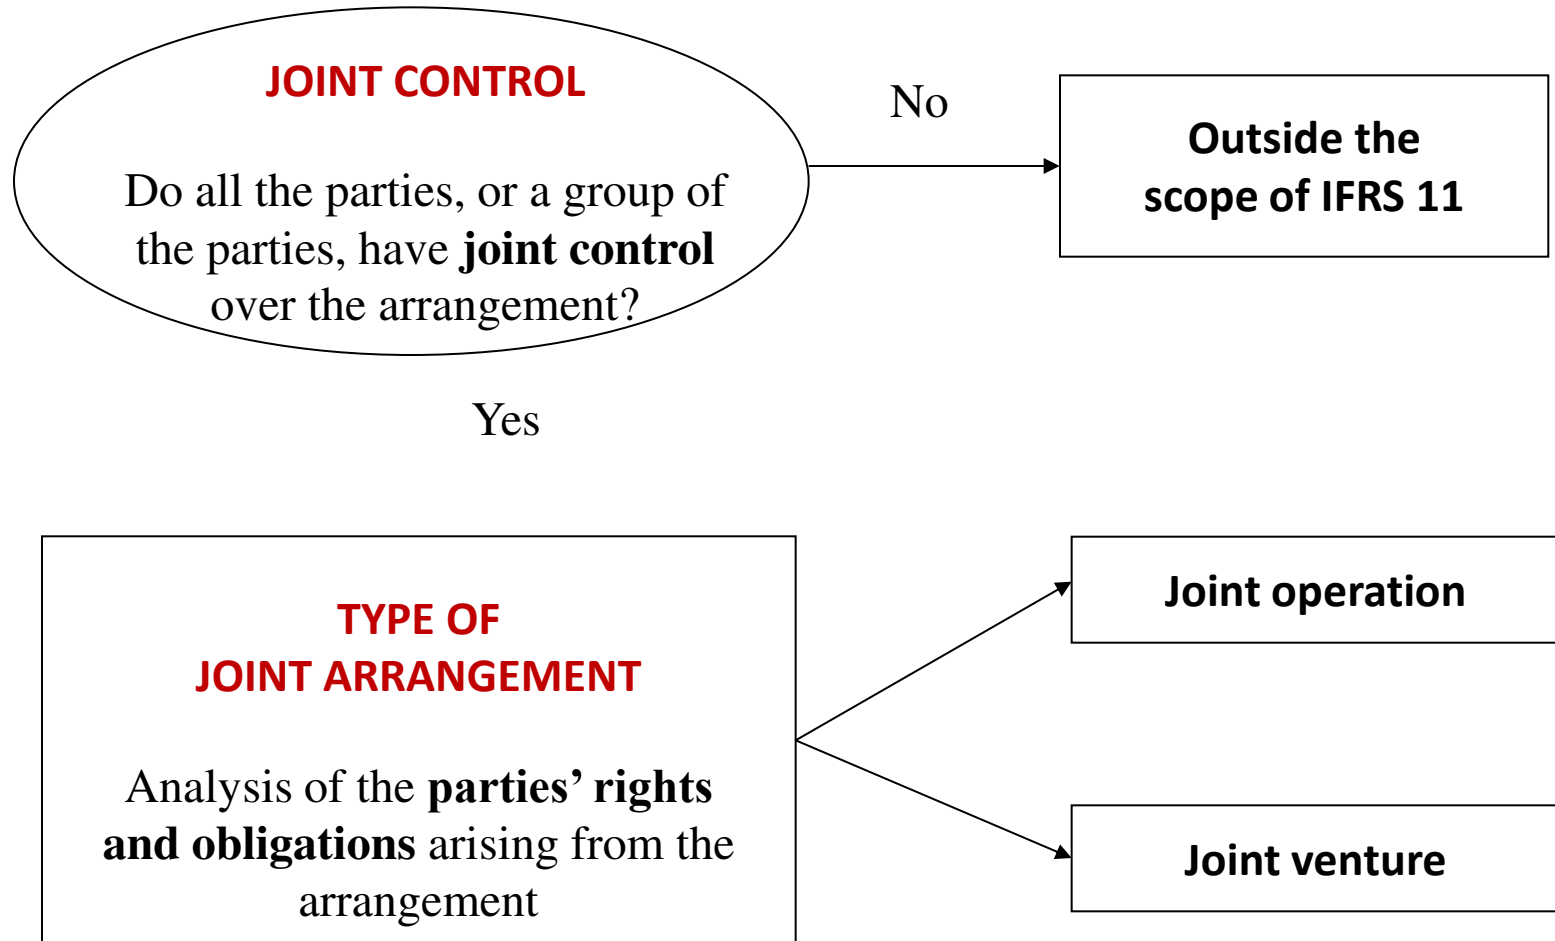 JOINT CONTROL
Do all the parties, or a group of
the parties, have joint control
over the arrangement?
No
Outside the
scope of IFRS 11
Yes
TYPE OF
JOINT ARRANGEMENT
Analysis of the parties’ rights
and obligations arising from the
arrangement
Joint operation
Joint venture